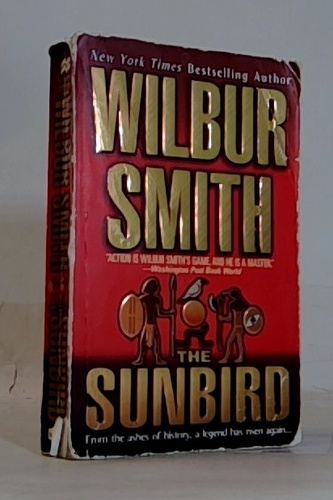 New York Times Bestselling Author
WILBUR
SMITH
"ACTION IS WILBUR SMITH'S GAME, AND HE IS A MASTER."
—Washington Post Book World
THE
SUNBIRD
From the ashes of history, a legend has risen again...
WILBUR SMITH
SUNBIRD